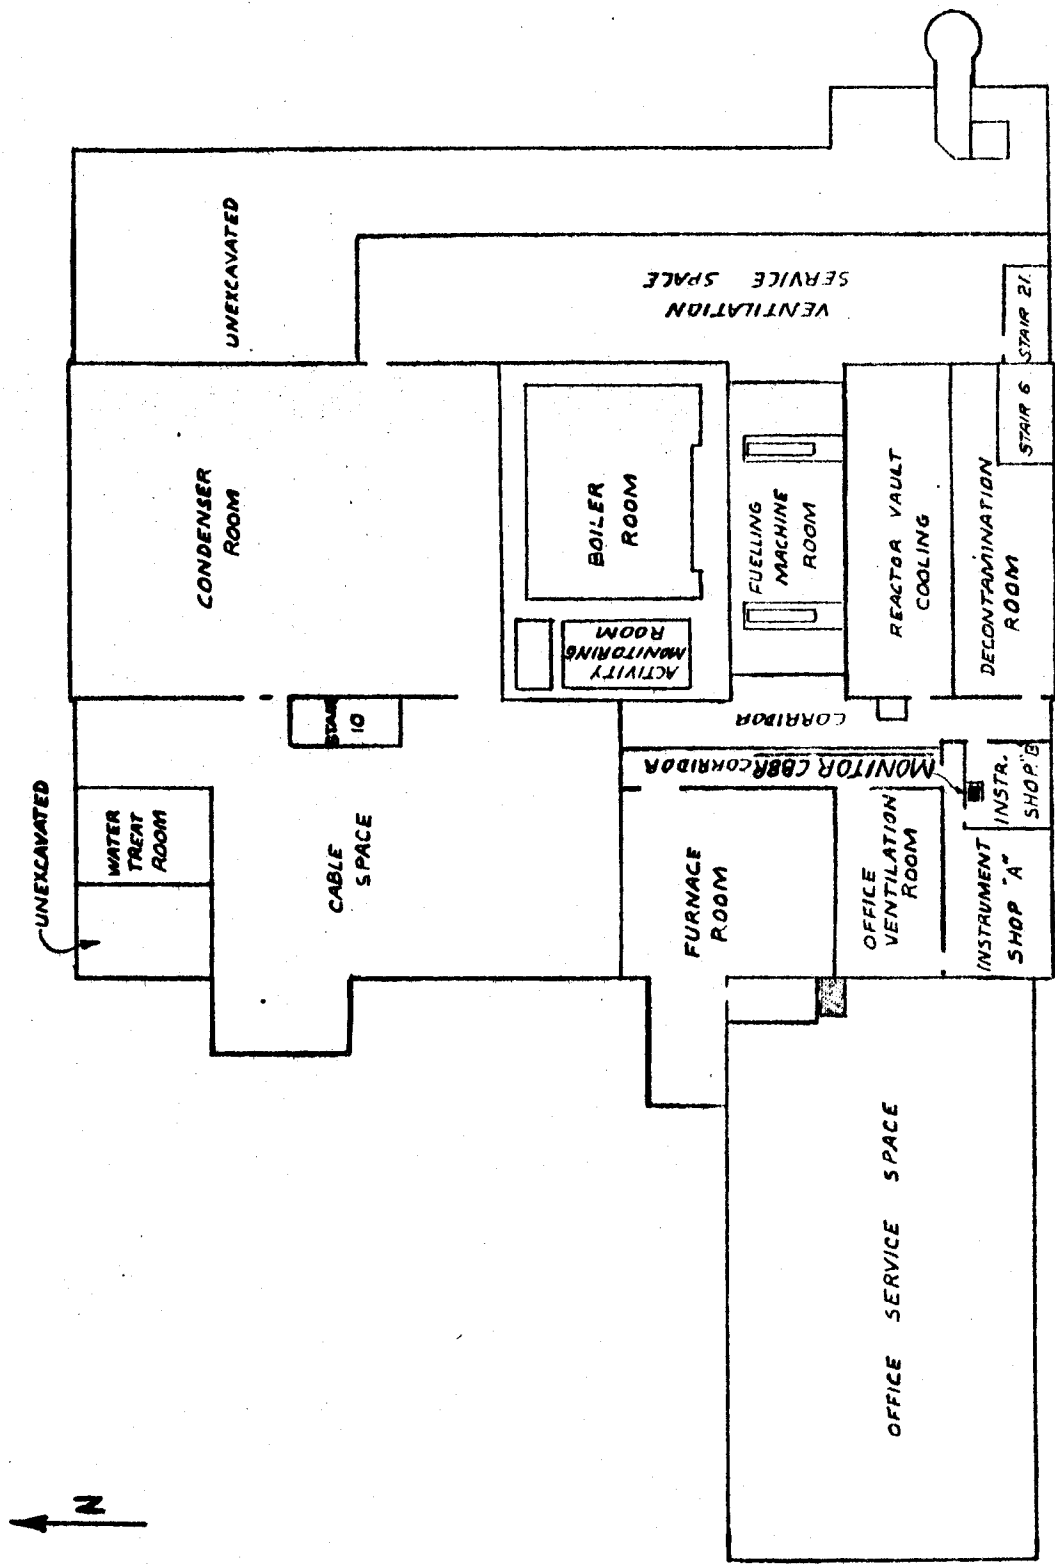 UNEXCAVATED
VENTILATION
SERVICE SPACE
STAIR 21.
STAIR 6
CONDENSER
ROOM
BOILER
ROOM
FUELLING
MACHINE
ROOM
REACTOR VAULT
COOLING
DECONTAMINATION
ROOM
ACTIVITY
MONITORING
ROOM
STAIR
10
CORRIDOR
CORRIDOR
MONITOR
INSTR.
SHOP."B"
UNEXCAVATED
WATER
TREAT
ROOM
CABLE
SPACE
FURNACE
ROOM
OFFICE
VENTILATION
ROOM
INSTRUMENT
SHOP "A"
OFFICE SERVICE SPACE
N